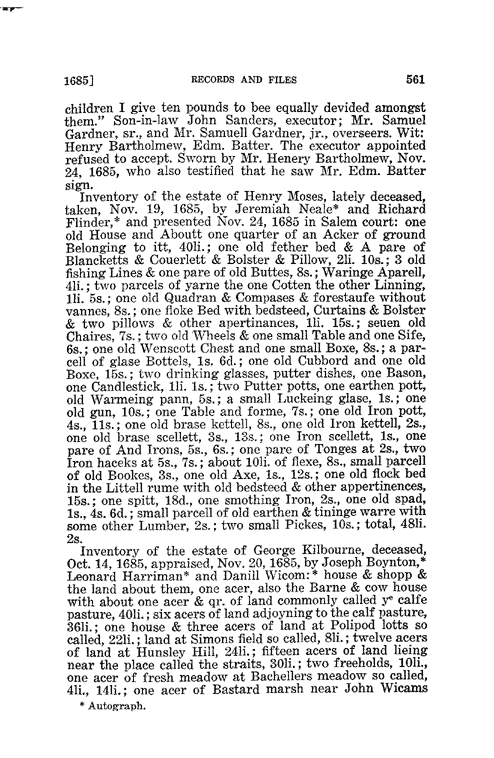 1685]
RECORDS AND FILES
561
children I give ten pounds to bee equally devided amongst
them." Son-in-law John Sanders, executor; Mr. Samuel
Gardner, sr., and Mr. Samuell Gardner, jr., overseers. Wit:
Henry Bartholmew, Edm. Batter. The executor appointed
refused to accept. Sworn by Mr. Henery Bartholmew, Nov.
24, 1685, who also testified that he saw Mr. Edm. Batter
sign.
Inventory of the estate of Henry Moses, lately deceased,
taken, Nov. 19, 1685, by Jeremiah Neale* and Richard
Flinder,* and presented Nov. 24, 1685 in Salem court: one
old House and Aboutt one quarter of an Acker of ground
Belonging to itt, 40li.; one old fether bed & A pare of
Blancketts & Couerlett & Bolster & Pillow, 2li. 10s.; 3 old
fishing Lines & one pare of old Buttes, 8s.; Waringe Aparell,
4li.; two parcels of yarne the one Cotten the other Linning,
1li. 5s.; one old Quadran & Compases & forestaufe without
vannes, 8s.; one floke Bed with bedsteed, Curtains & Bolster
& two pillows & other apertinances, 1li. 15s.; seuen old
Chaires, 7s.; two old Wheels & one small Table and one Sife,
6s.; one old Wenscott Chest and one small Boxe, 8s.; a par-
cell of glase Bottels, 1s. 6d.; one old Cubbord and one old
Boxe, 15s.; two drinking glasses, putter dishes, one Bason,
one Candlestick, 1li. 1s.; two Putter potts, one earthen pott,
old Warmeing pann, 5s.; a small Luckeing glase, 1s.; one
old gun, 10s.; one Table and forme, 7s.; one old Iron pott,
4s., 11s.; one old brase kettell, 8s., one old Iron kettell, 2s.,
one old brase scellett, 3s., 13s.; one Iron scellett, 1s., one
pare of And Irons, 5s., 6s.; one pare of Tonges at 2s., two
Iron haceks at 5s., 7s.; about 10li. of flexe, 8s., small parcell
of old Bookes, 3s., one old Axe, 1s., 12s.; one old flock bed
in the Littell rume with old bedsteed & other appertinences,
15s.; one spitt, 18d., one smothing Iron, 2s., one old spad,
1s., 4s. 6d.; small parcell of old earthen & tininge warre with
some other Lumber, 2s.; two small Pickes, 10s.; total, 48li.
2s.
Inventory of the estate of George Kilbourne, deceased,
Oct. 14, 1685, appraised, Nov. 20, 1685, by Joseph Boynton,*
Leonard Harriman* and Danill Wicom:* house & shopp &
the land about them, one acer, also the Barne & cow house
with about one acer & qr. of land commonly called yᵉ calfe
pasture, 40li.; six acers of land adjoyning to the calf pasture,
36li.; one house & three acers of land at Polipod lotts so
called, 22li.; land at Simons field so called, 8li.; twelve acers
of land at Hunsley Hill, 24li.; fifteen acers of land lieing
near the place called the straits, 30li.; two freeholds, 10li.,
one acer of fresh meadow at Bachellers meadow so called,
4li., 14li.; one acer of Bastard marsh near John Wicams
* Autograph.